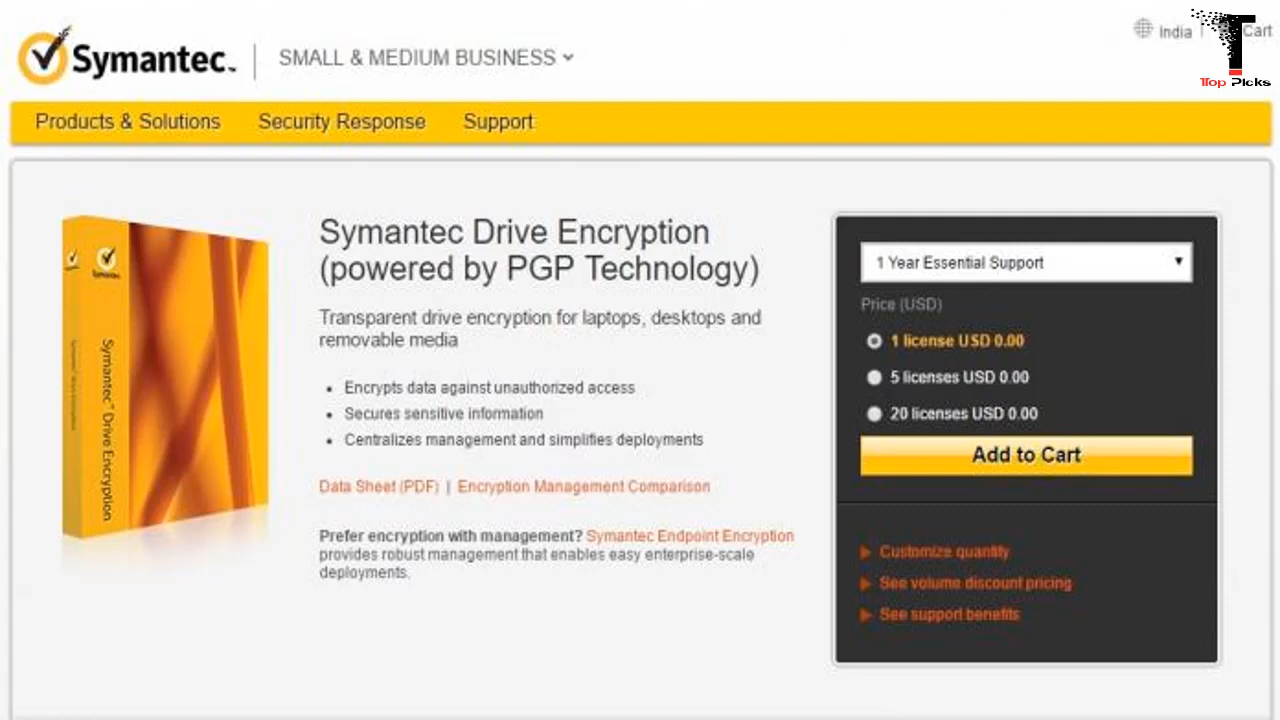 India | Cart
Top Picks
Symantec.
SMALL & MEDIUM BUSINESS
Products & Solutions Security Response Support
Symantec Drive Encryption
(powered by PGP Technology)
Transparent drive encryption for laptops, desktops and
removable media
• Encrypts data against unauthorized access
• Secures sensitive information
• Centralizes management and simplifies deployments
Data Sheet (PDF) | Encryption Management Comparison
Prefer encryption with management? Symantec Endpoint Encryption
provides robust management that enables easy enterprise-scale
deployments.
Symantec
Symantec™ Drive Encryption
1 Year Essential Support
Price (USD)
1 license USD 0.00
5 licenses USD 0.00
20 licenses USD 0.00
Add to Cart
Customize quantity
See volume discount pricing
See support benefits